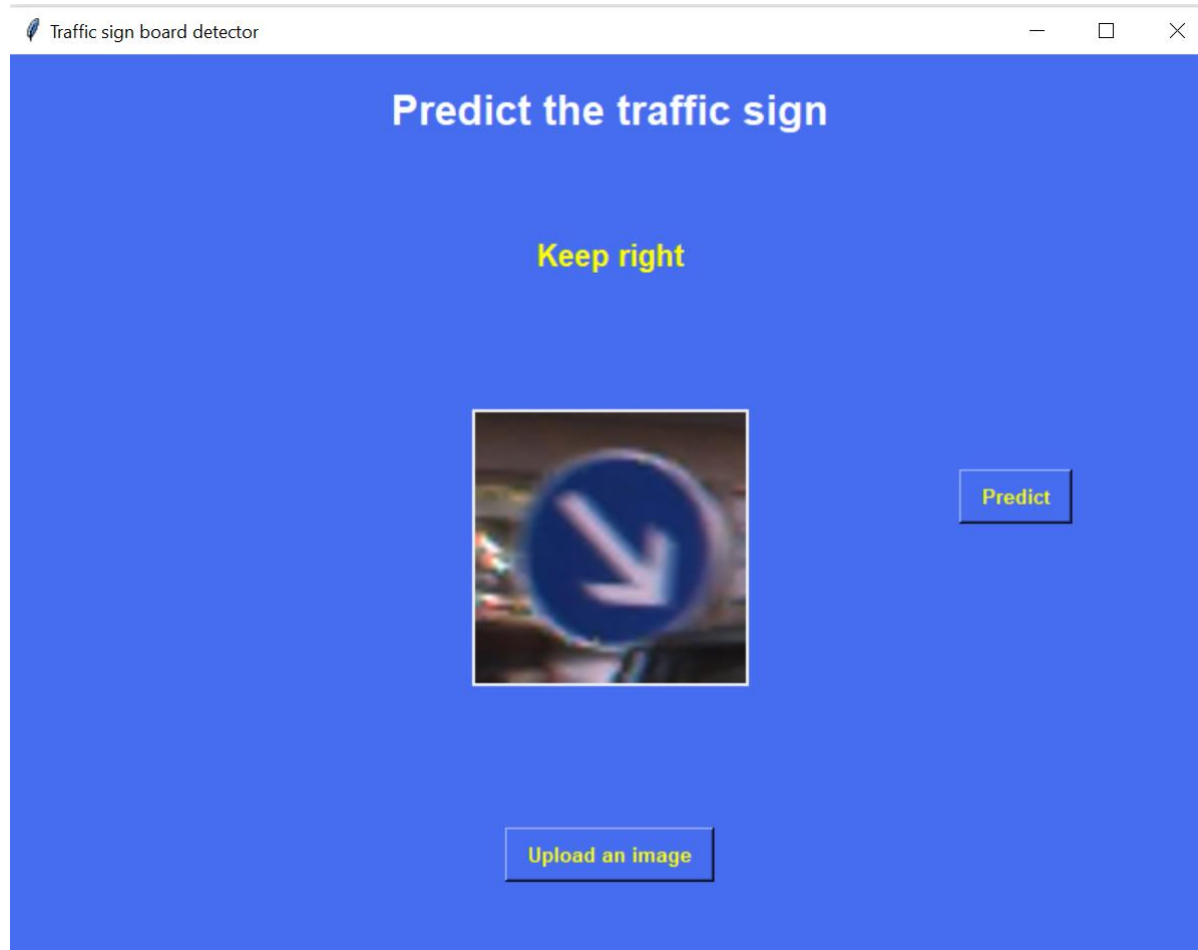 Traffic sign board detector
Predict the traffic sign
Keep right
Predict
Upload an image